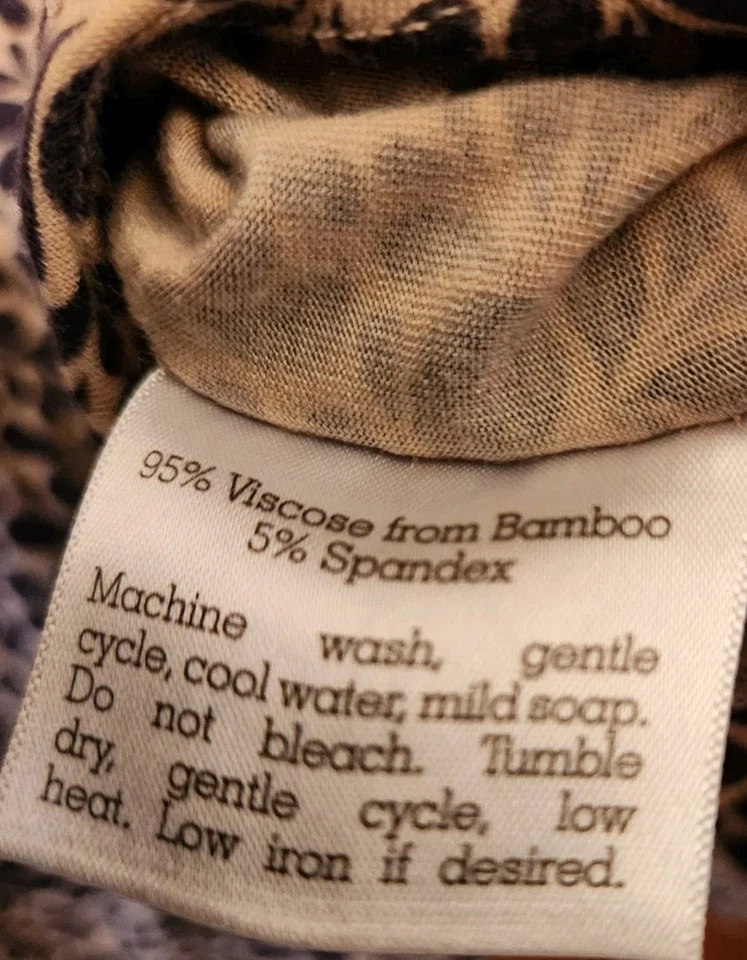 95% Viscose from Bamboo
5% Spandex
Machine wash, gentle
cycle, cool water, mild soap.
Do not bleach. Tumble
dry, gentle cycle, low
heat. Low iron if desired.